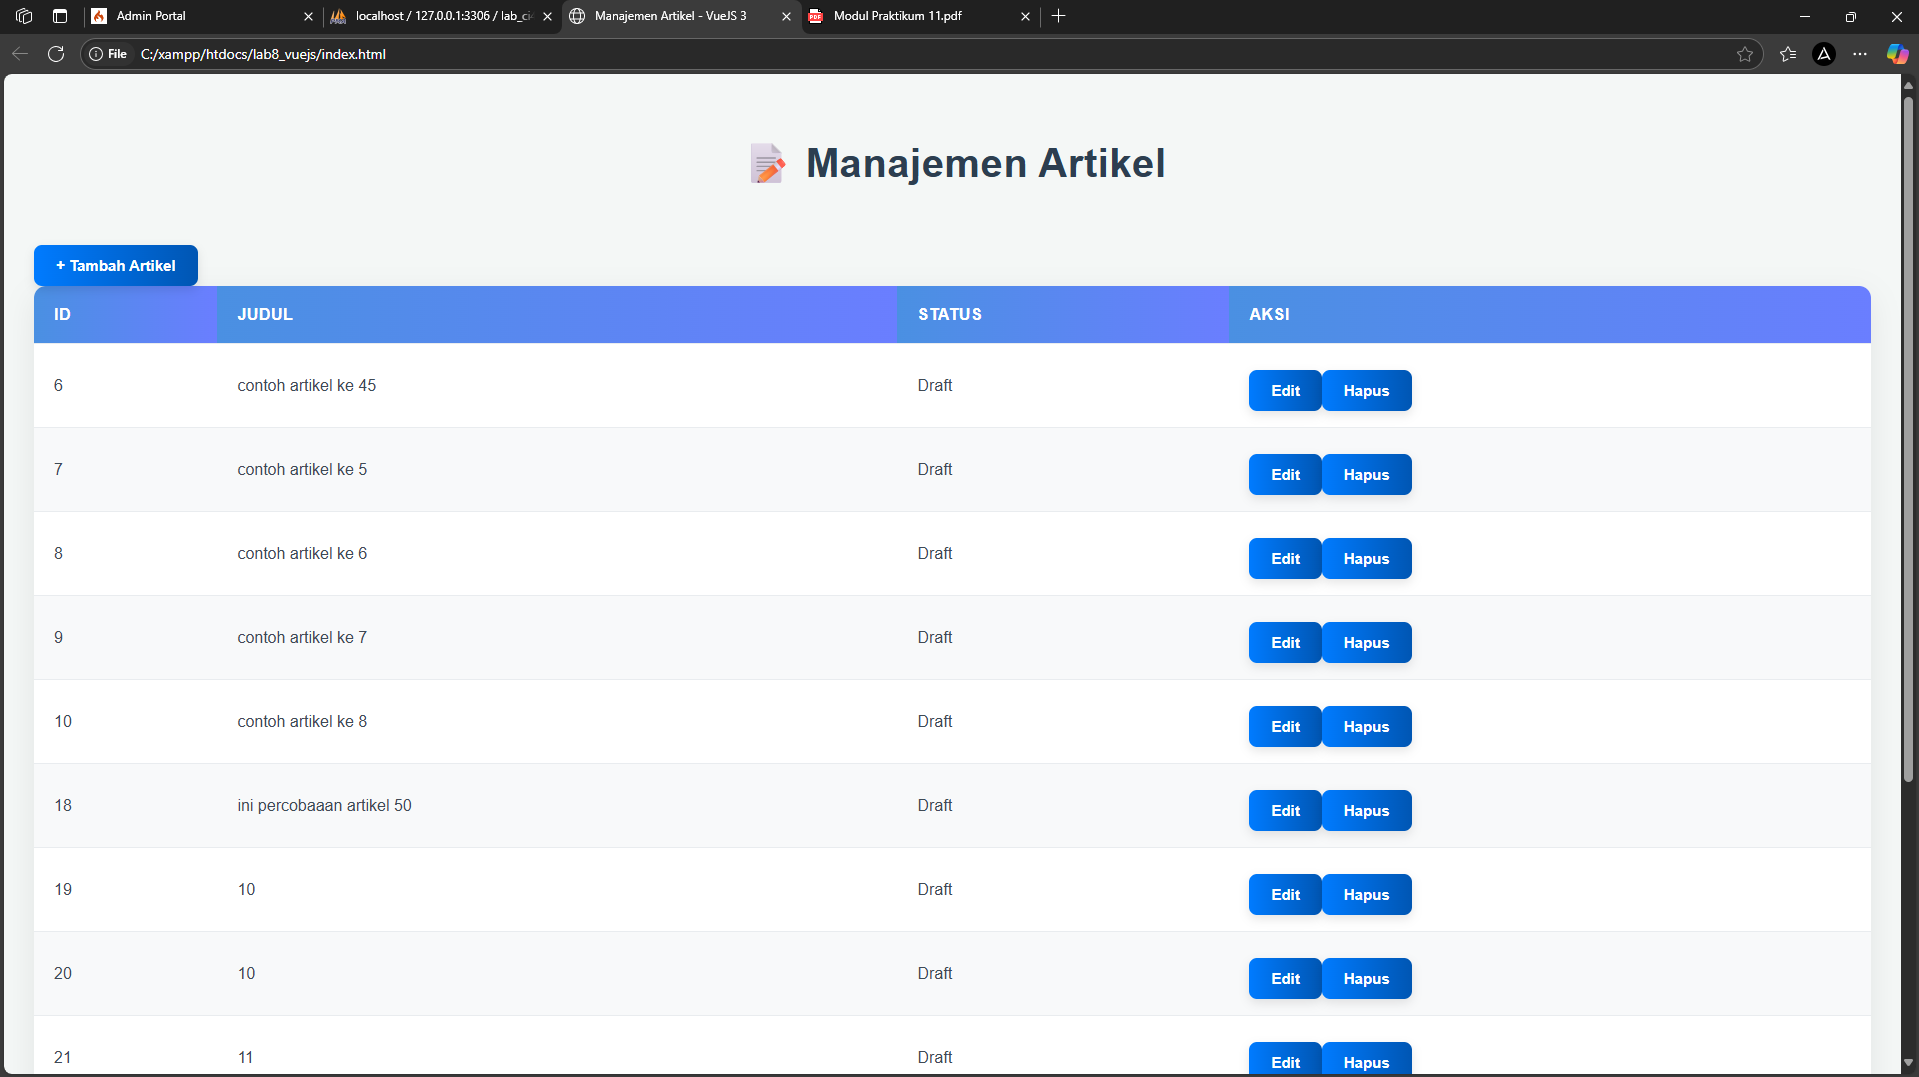 Admin Portal
localhost / 127.0.0.1:3306 / lab_ci
Manajemen Artikel - VueJS 3
Modul Praktikum 11.pdf
File
C:/xampp/htdocs/lab8_vuejs/index.html
Manajemen Artikel
+ Tambah Artikel
ID JUDUL STATUS AKSI
6 contoh artikel ke 45 Draft Edit Hapus
7 contoh artikel ke 5 Draft Edit Hapus
8 contoh artikel ke 6 Draft Edit Hapus
9 contoh artikel ke 7 Draft Edit Hapus
10 contoh artikel ke 8 Draft Edit Hapus
18 ini percobaaan artikel 50 Draft Edit Hapus
19 10 Draft Edit Hapus
20 10 Draft Edit Hapus
21 11 Draft Edit Hapus